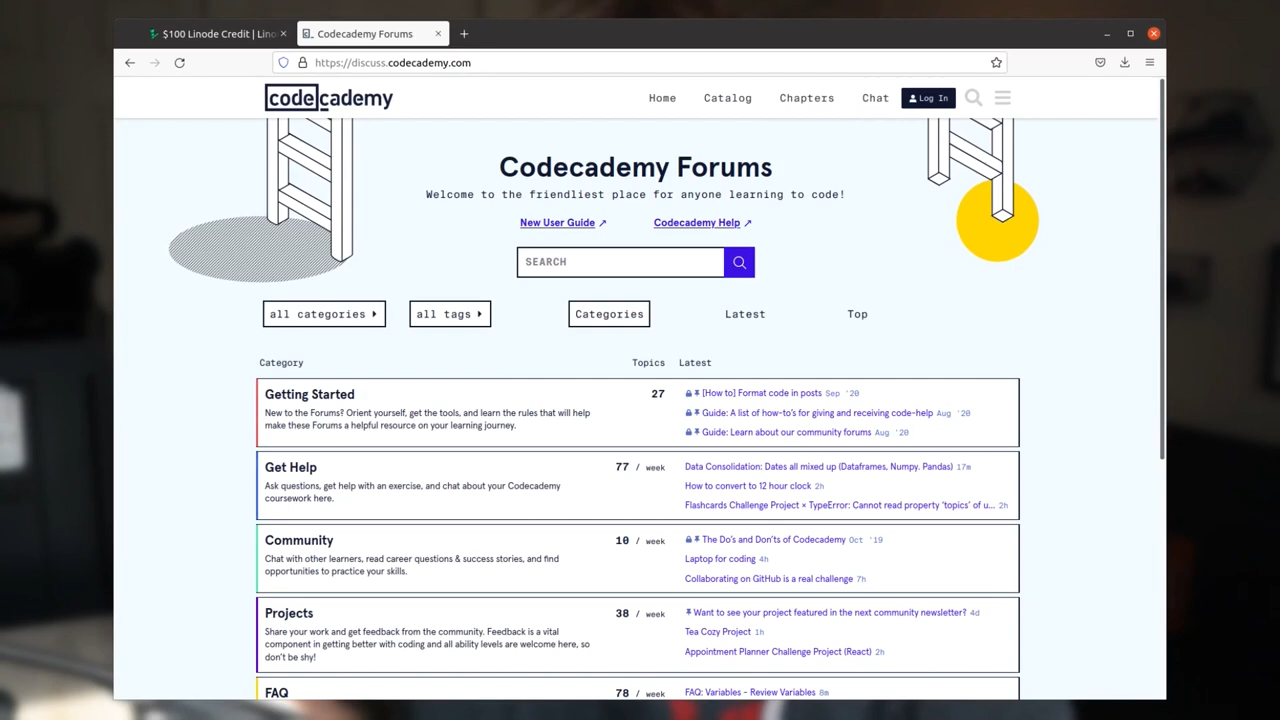 $100 Linode Credit | Lino
Codecademy Forums
https://discuss.codecademy.com
codecademy
Home Catalog Chapters Chat Log In
Codecademy Forums
Welcome to the friendliest place for anyone learning to code!
New User Guide ↗ Codecademy Help ↗
SEARCH
all categories all tags Categories Latest Top
Category Topics Latest
Getting Started 27
New to the Forums? Orient yourself, get the tools, and learn the rules that will help
make these Forums a helpful resource on your learning journey.
[How to] Format code in posts Sep '20
Guide: A list of how-to's for giving and receiving code-help Aug '20
Guide: Learn about our community forums Aug '20
Get Help 77 / week
Ask questions, get help with an exercise, and chat about your Codecademy
coursework here.
Data Consolidation: Dates all mixed up (Dataframes, Numpy. Pandas) 17m
How to convert to 12 hour clock 2h
Flashcards Challenge Project × TypeError: Cannot read property 'topics' of u... 2h
Community 10 / week
Chat with other learners, read career questions & success stories, and find
opportunities to practice your skills.
The Do's and Don'ts of Codecademy Oct '19
Laptop for coding 4h
Collaborating on GitHub is a real challenge 7h
Projects 38 / week
Share your work and get feedback from the community. Feedback is a vital
component in getting better with coding and all ability levels are welcome here, so
don't be shy!
Want to see your project featured in the next community newsletter? 4d
Tea Cozy Project 1h
Appointment Planner Challenge Project (React) 2h
FAQ 78 / week
FAQ: Variables - Review Variables 8m